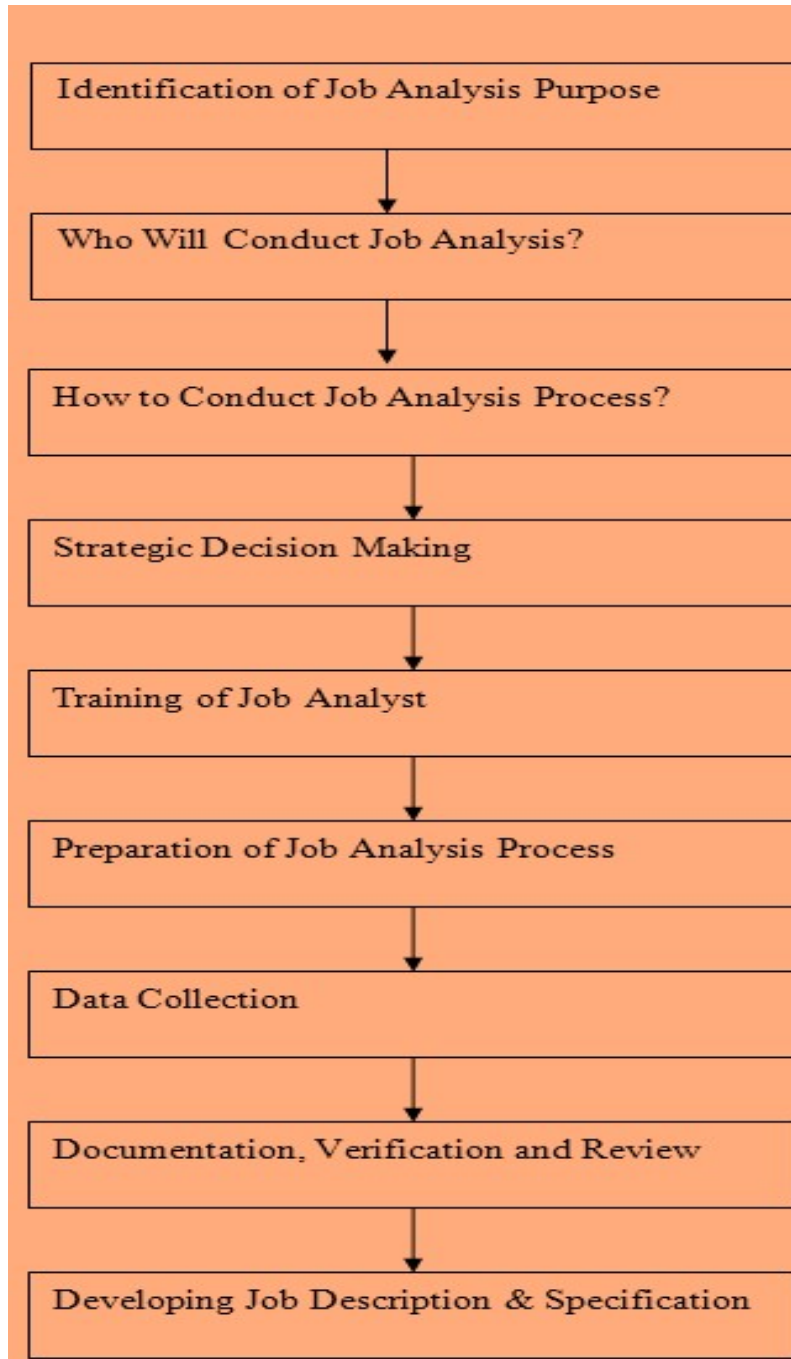 Identification of Job Analysis Purpose
Who Will Conduct Job Analysis?
How to Conduct Job Analysis Process?
Strategic Decision Making
Training of Job Analyst
Preparation of Job Analysis Process
Data Collection
Documentation, Verification and Review
Developing Job Description & Specification